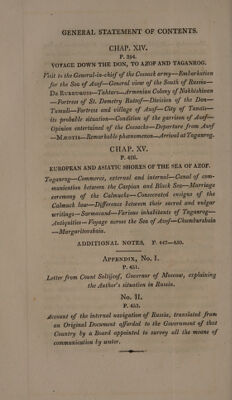 GENERAL STATEMENT OF CONTENTS.
CHAP. XIV.
P. 394.
VOYAGE DOWN THE DON, TO AZOF AND TAGANROG.
Visit to the General-in-chief of the Cossack army—Embarkation
for the Sea of Azof—General view of the South of Russia—
De Rubruquis—Tahtars—Armenian Colony of Nakhtshivan
—Fortress of St. Demetry Rastof—Division of the Don—
Tanaïs—Fortress and village of Azof—City of Tanais—
its probable situation—Condition of the garrison of Azof—
Opinion entertained of the Cossacks—Departure from Azof
—Mæotis—Remarkable phænomenon—Arrival at Taganrog.
CHAP. XV.
P. 426.
EUROPEAN AND ASIATIC SHORES OF THE SEA OF AZOF.
Taganrog—Commerce, external and internal—Canal of com-
munication between the Caspian and Black Sea—Marriage
ceremony of the Calmucks—Consecrated ensigns of the
Calmuck law—Difference between their sacred and vulgar
writings—Sarmacand—Various inhabitants of Taganrog—
Antiquities—Voyage across the Sea of Azof—Chumburskaia
—Margaritovskaia.
ADDITIONAL NOTES, P. 447—450.
Appendix, No. I.
P. 451.
Letter from Count Soltijcof, Governor of Moscow, explaining
the Author's situation in Russia.
No. II.
P. 453.
Account of the internal navigation of Russia, translated from
an Original Document afforded to the Government of that
Country by a Board appointed to survey all the means of
communication by water.